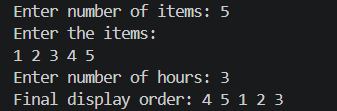 Enter number of items: 5
Enter the items:
1 2 3 4 5
Enter number of hours: 3
Final display order: 4 5 1 2 3